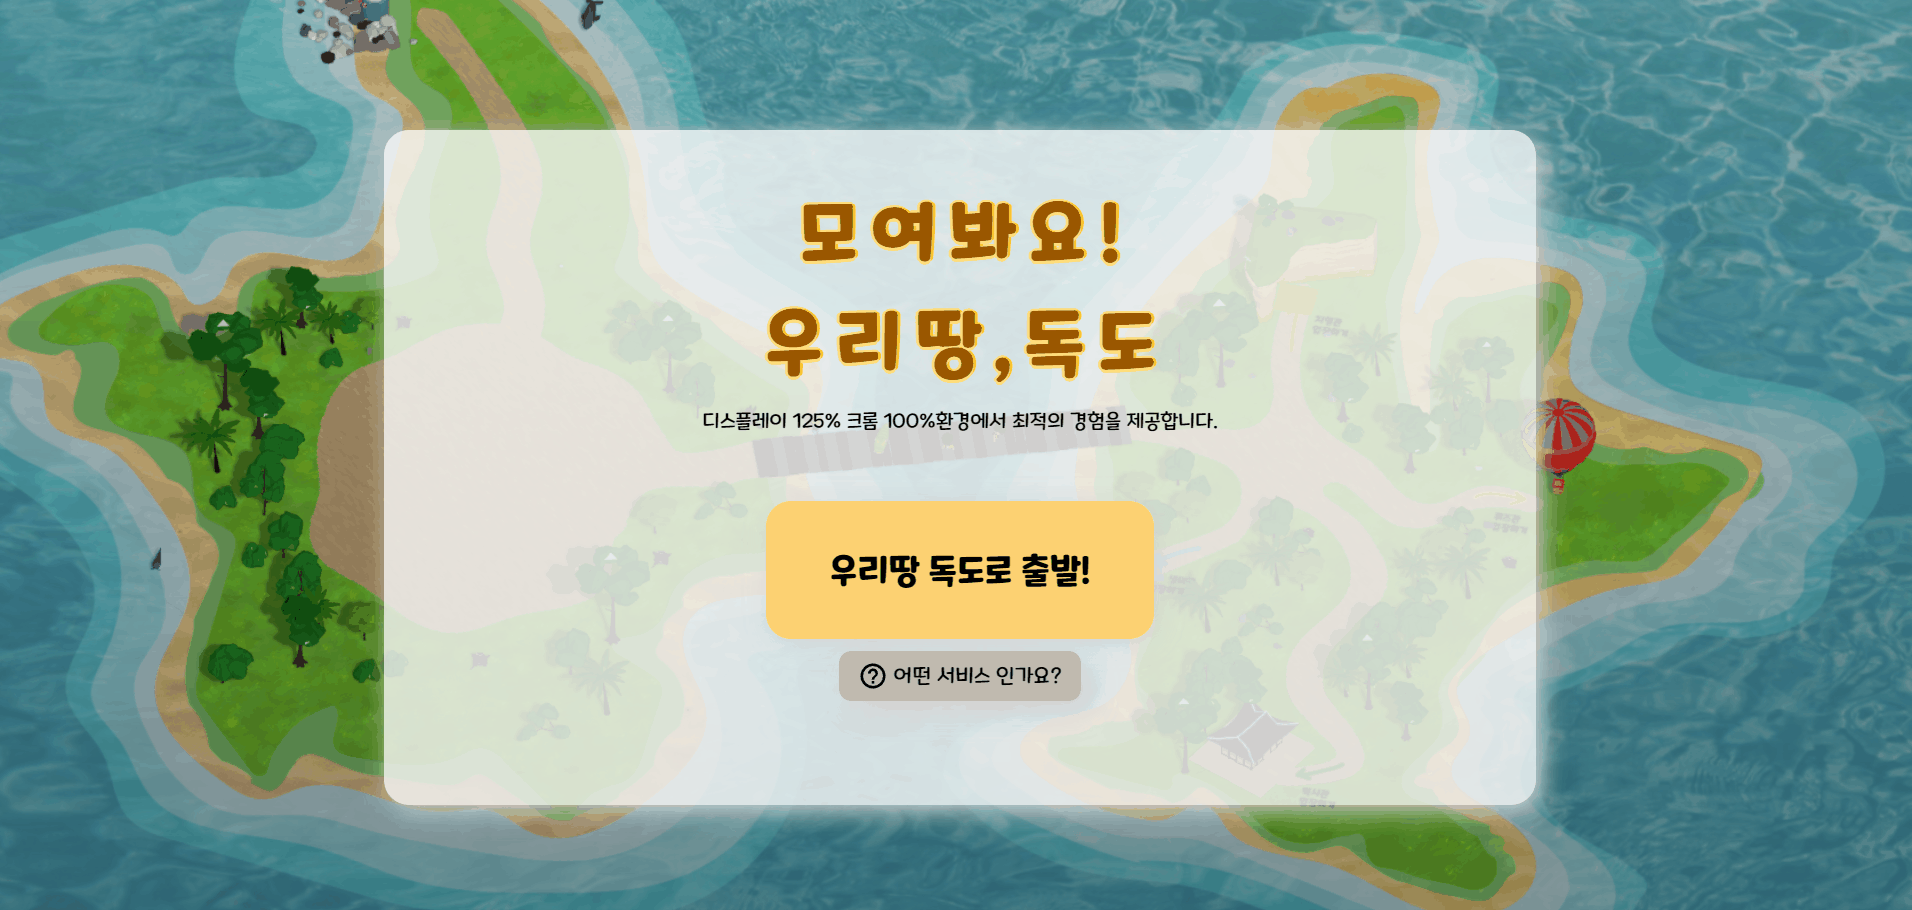 모여봐요!
우리땅,독도
디스플레이 125% 크롬 100%환경에서 최적의 경험을 제공합니다.
우리땅 독도로 출발!
어떤 서비스 인가요?